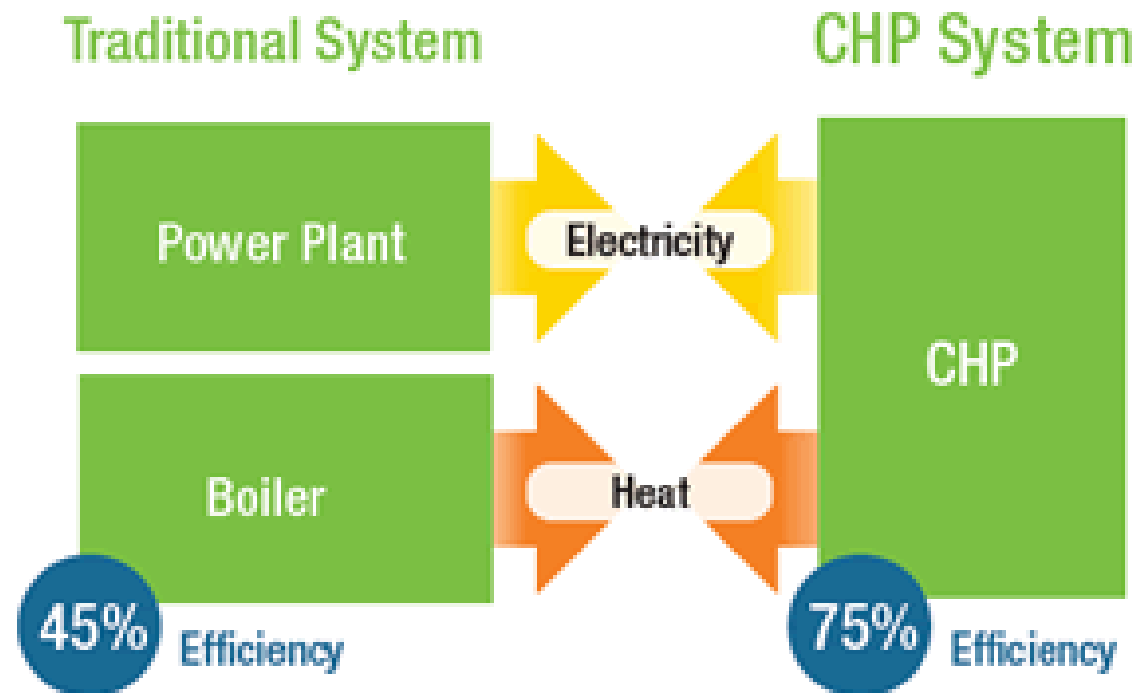 Traditional System
CHP System
Power Plant
Electricity
CHP
Boiler
Heat
45% Efficiency
75% Efficiency